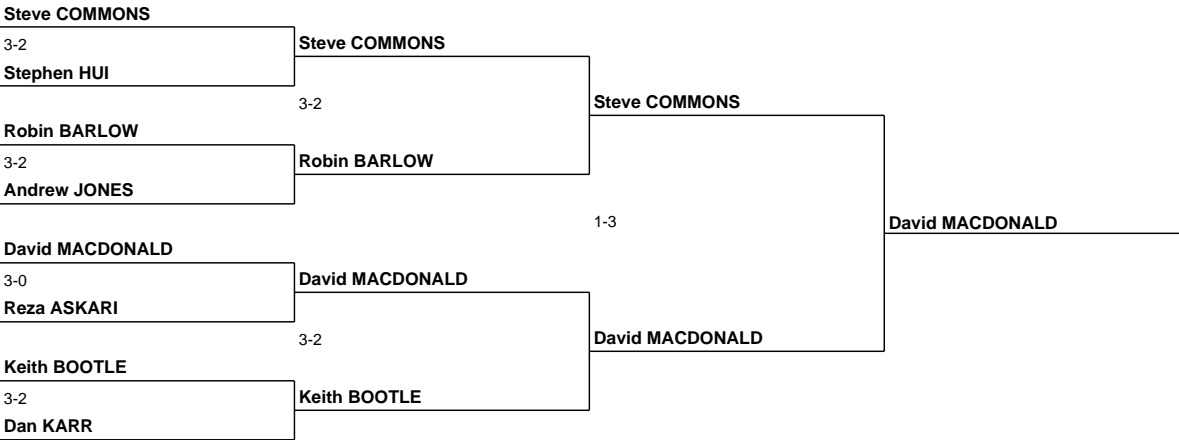 Steve COMMONS
3-2
Steve COMMONS
Stephen HUI
3-2
Steve COMMONS
Robin BARLOW
3-2
Robin BARLOW
Andrew JONES
1-3
David MACDONALD
David MACDONALD
3-0
David MACDONALD
Reza ASKARI
3-2
David MACDONALD
Keith BOOTLE
3-2
Keith BOOTLE
Dan KARR